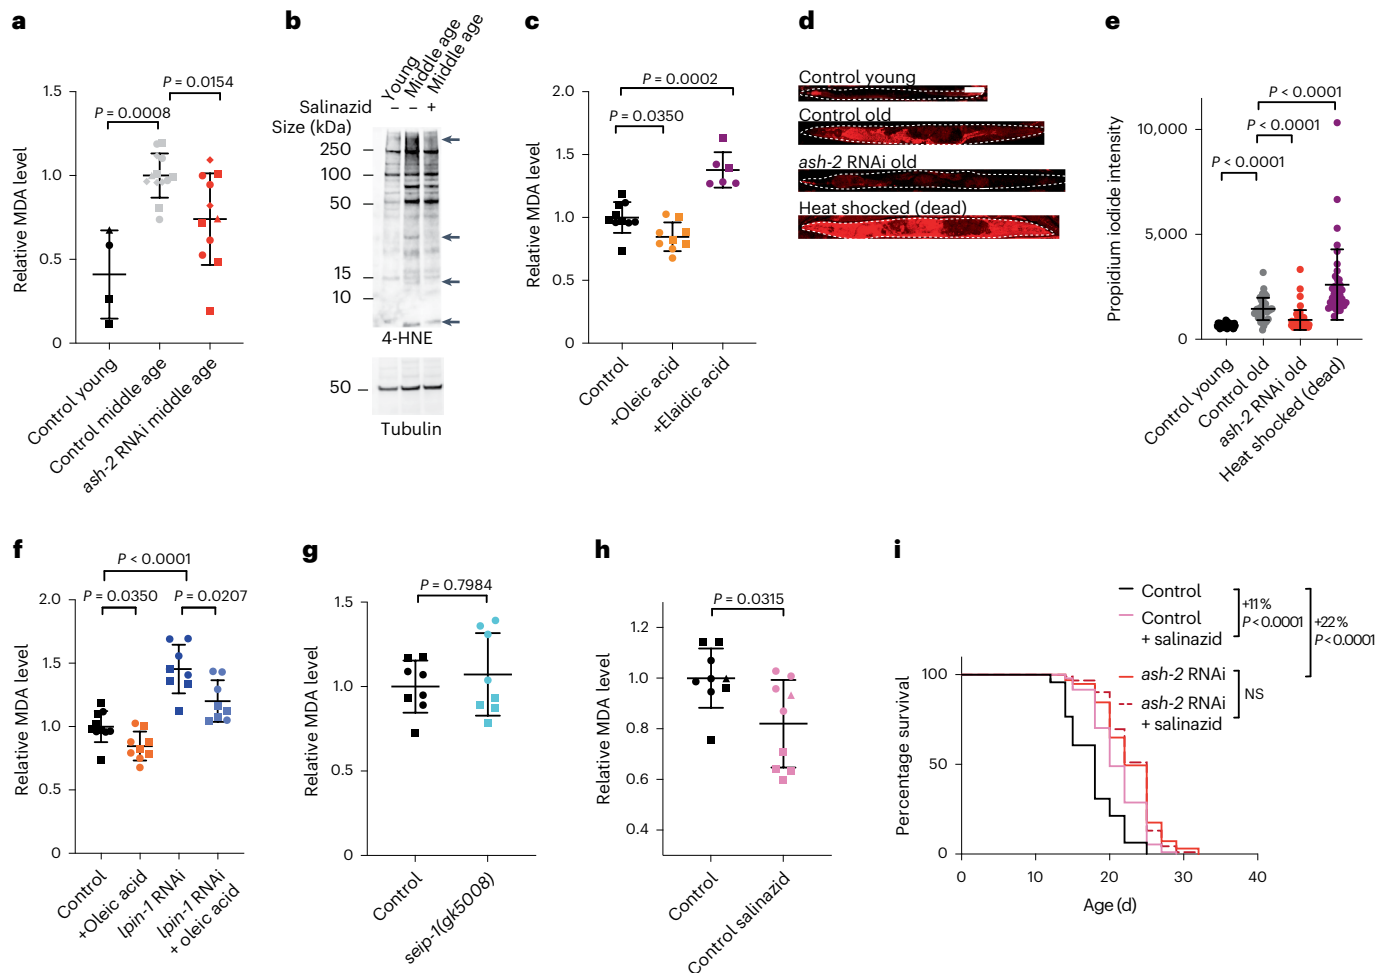 a
P = 0.0154
P = 0.0008
Relative MDA level
1.5
1.0
0.5
0
Control young
Control middle age
ash-2 RNAi middle age
b
Young
Middle age
Middle age
Salinazid – – +
Size (kDa)
250
100
50
15
10
4-HNE
50
Tubulin
c
P = 0.0002
P = 0.0350
Relative MDA level
2.0
1.5
1.0
0.5
0
Control
+Oleic acid
+Elaidic acid
d
Control young
Control old
ash-2 RNAi old
Heat shocked (dead)
e
P < 0.0001
P < 0.0001
P < 0.0001
Propidium iodide intensity
10,000
5,000
0
Control young
Control old
ash-2 RNAi old
Heat shocked (dead)
f
P < 0.0001
P = 0.0350
P = 0.0207
Relative MDA level
2.0
1.5
1.0
0.5
0
Control
+Oleic acid
lpin-1 RNAi
lpin-1 RNAi
+ oleic acid
g
P = 0.7984
Relative MDA level
1.5
1.0
0.5
0
Control
seip-1(gk5008)
h
P = 0.0315
Relative MDA level
1.2
1.0
0.8
0.6
0.4
Control
Control salinazid
i
Control
Control
+ salinazid
+11%
P < 0.0001
+22%
P < 0.0001
ash-2 RNAi
ash-2 RNAi
+ salinazid
NS
Percentage survival
100
50
0
0 10 20 30 40
Age (d)